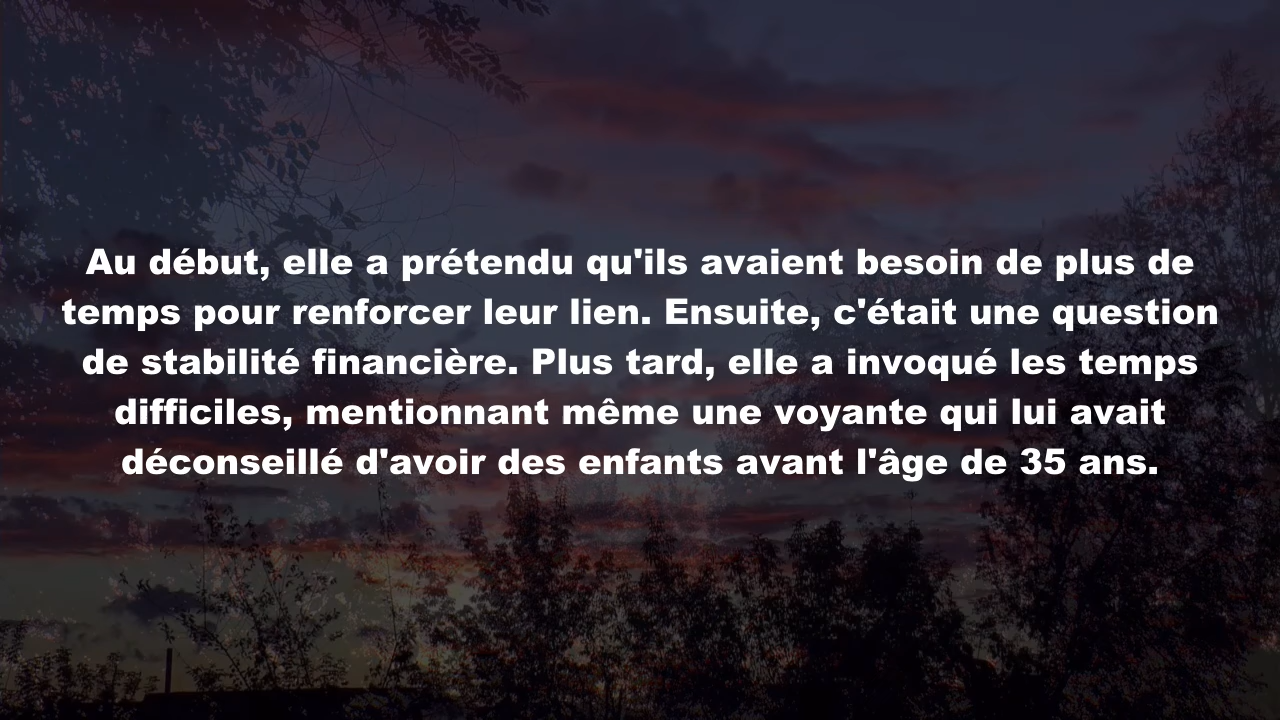 Au début, elle a prétendu qu'ils avaient besoin de plus de
temps pour renforcer leur lien. Ensuite, c'était une question
de stabilité financière. Plus tard, elle a invoqué les temps
difficiles, mentionnant même une voyante qui lui avait
déconseillé d'avoir des enfants avant l'âge de 35 ans.